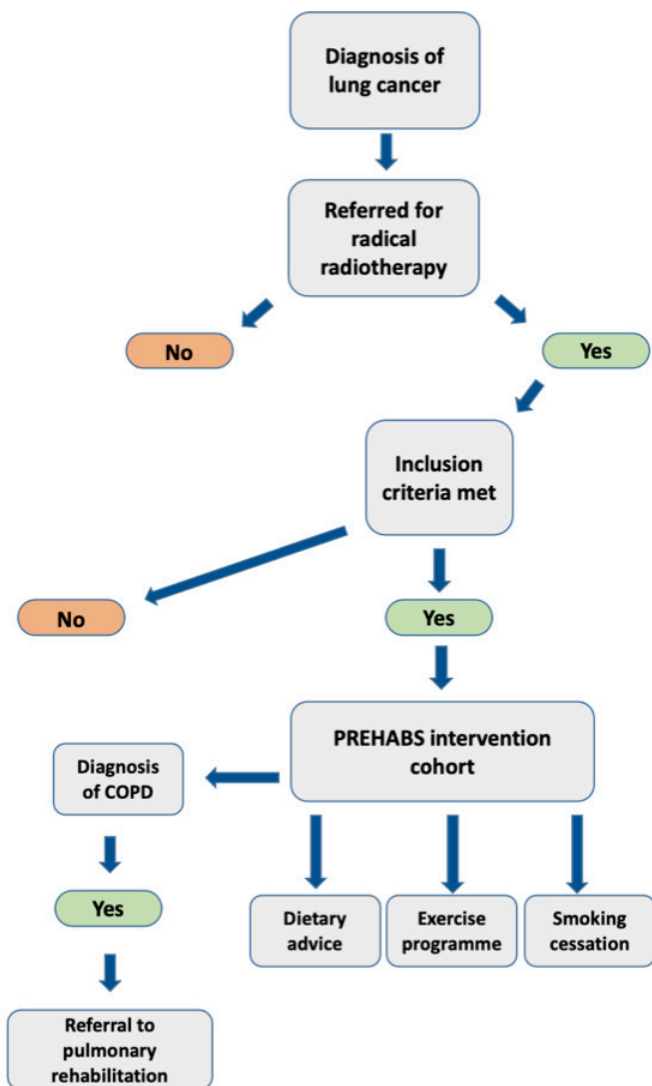 Diagnosis of
lung cancer
Referred for
radical
radiotherapy
No
Yes
Inclusion
criteria met
No
Yes
PREHABS intervention
cohort
Diagnosis
of COPD
Yes
Dietary
advice
Exercise
programme
Smoking
cessation
Referral to
pulmonary
rehabilitation